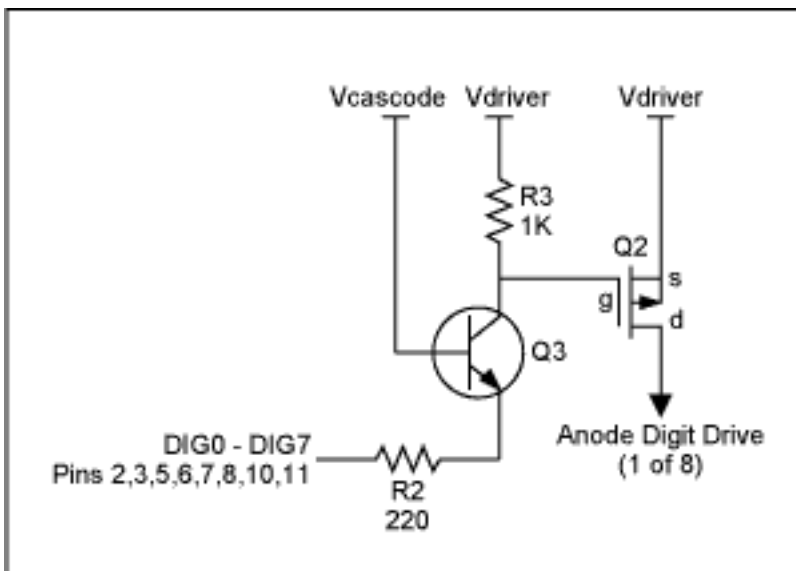 Vcascode Vdriver Vdriver
R3
1K
Q2
s
g
d
Q3
DIG0 - DIG7
Pins 2,3,5,6,7,8,10,11
R2
220
Anode Digit Drive
(1 of 8)